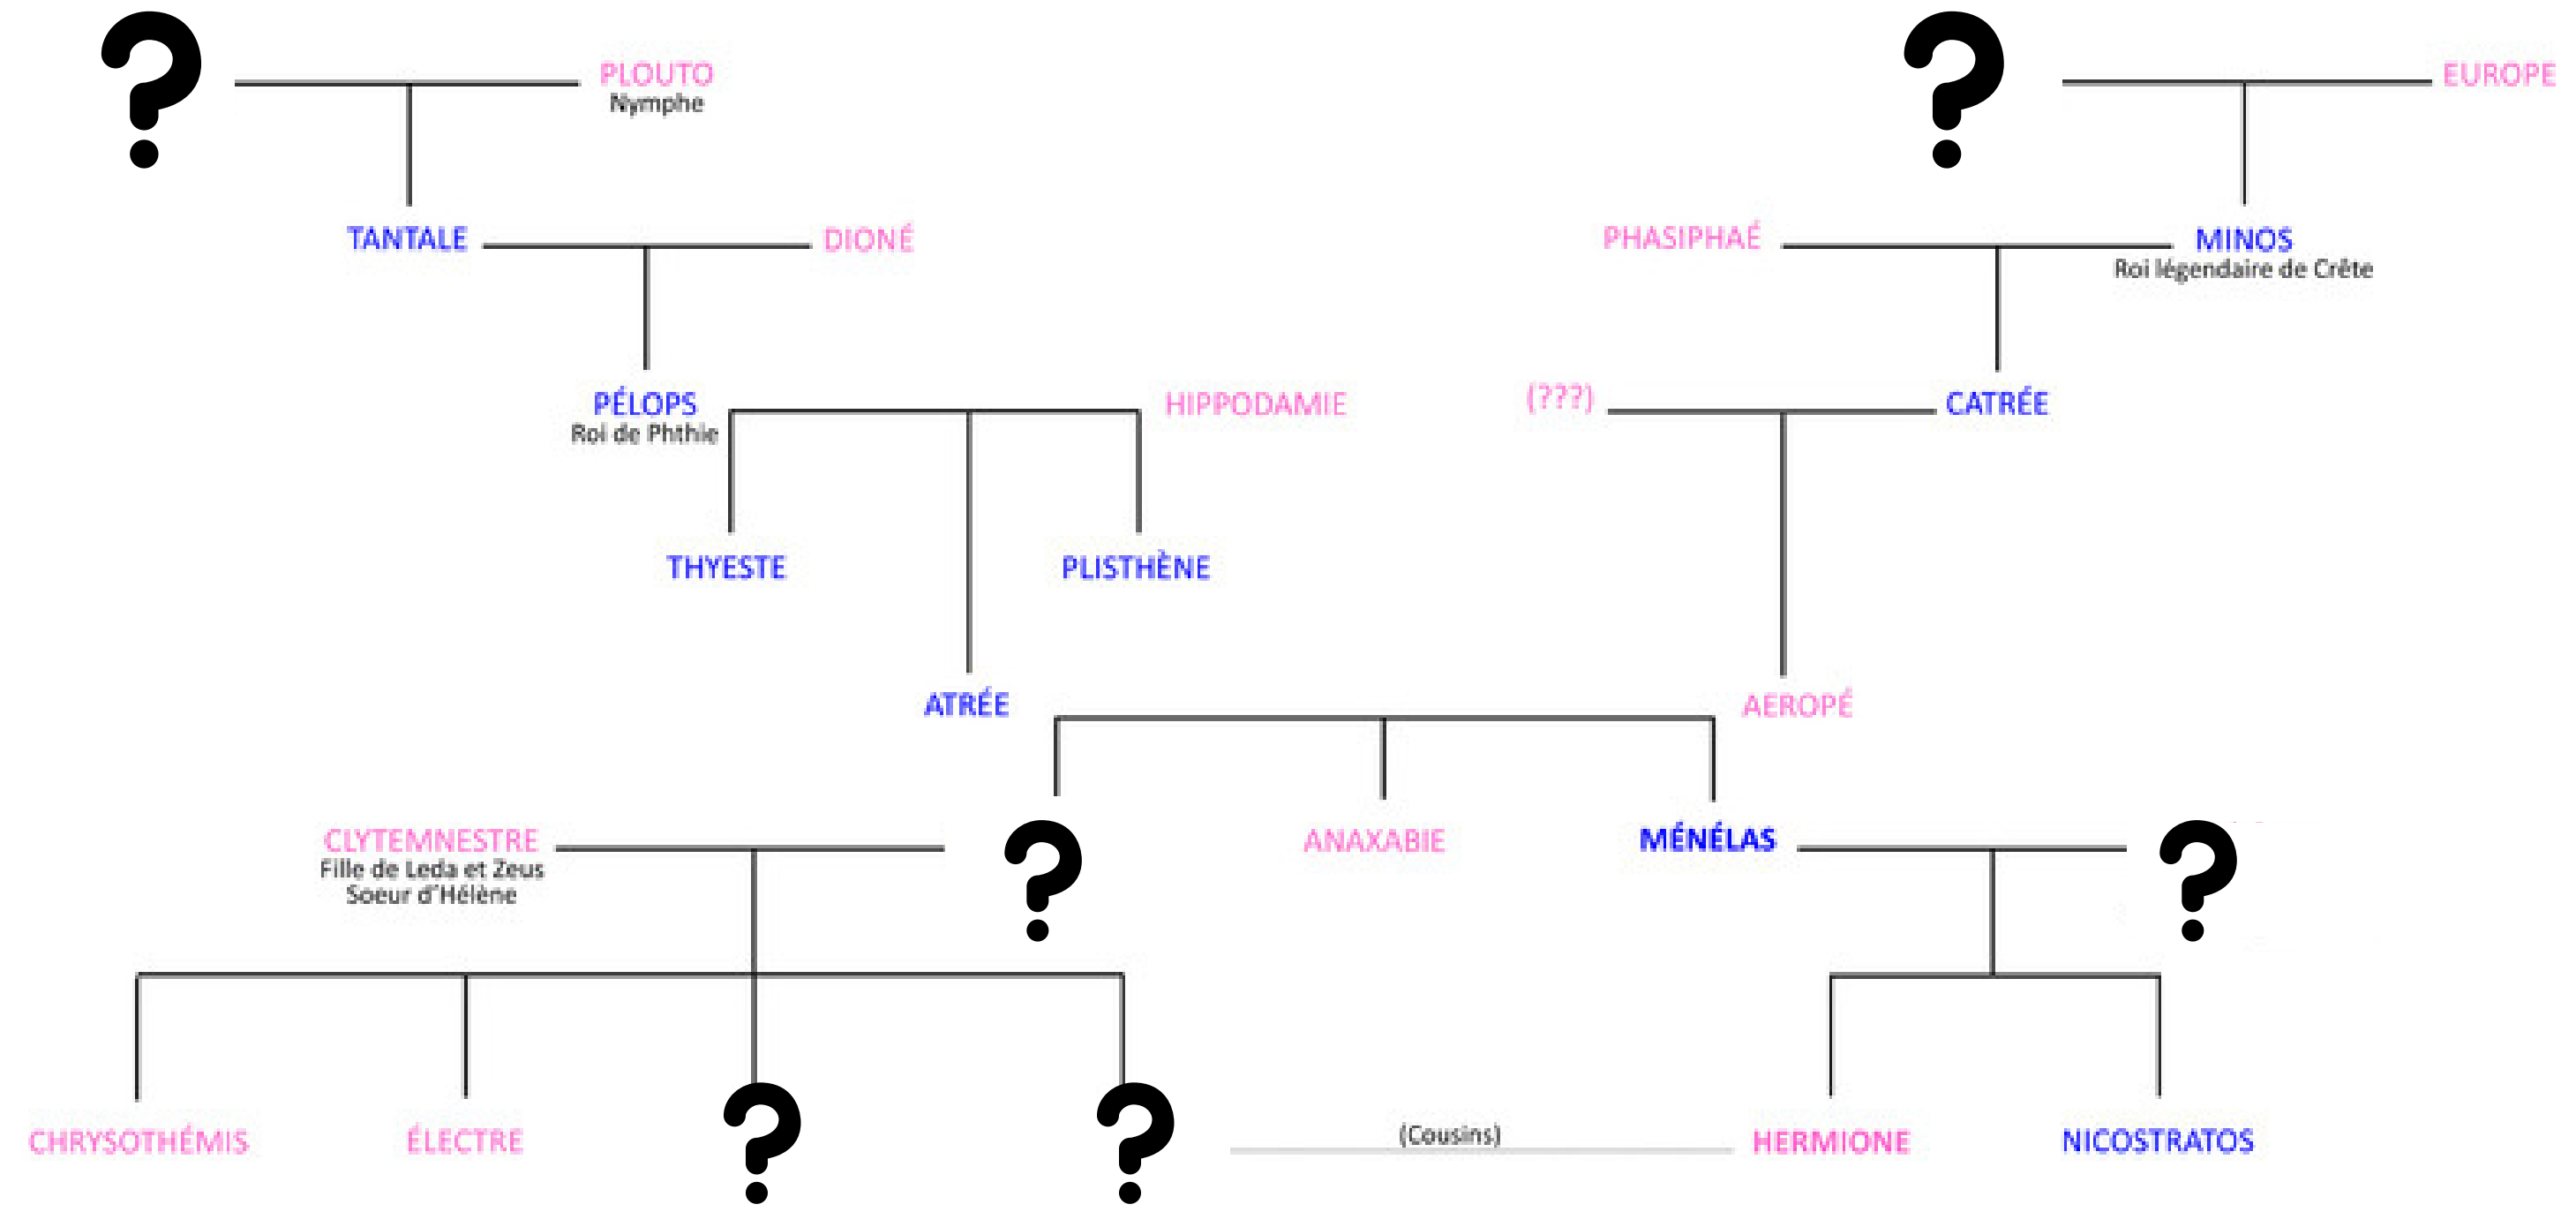 ?
?
PLOUTO
Nymphe
EUROPE
TANTALE
DIONÉ
PHASIPHAÉ
MINOS
Roi légendaire de Crête
PÉLOPS
Roi de Phthie
HIPPODAMIE
(???)
CATRÉE
THYESTE
PLISTHÈNE
ATRÉE
AEROPÉ
CLYTEMNESTRE
Fille de Leda et Zeus
Soeur d'Hélène
?
ANAXABIE
MÉNÉLAS
?
CHRYSOTHÉMIS
ÉLECTRE
?
?
(Cousins)
HERMIONE
NICOSTRATOS